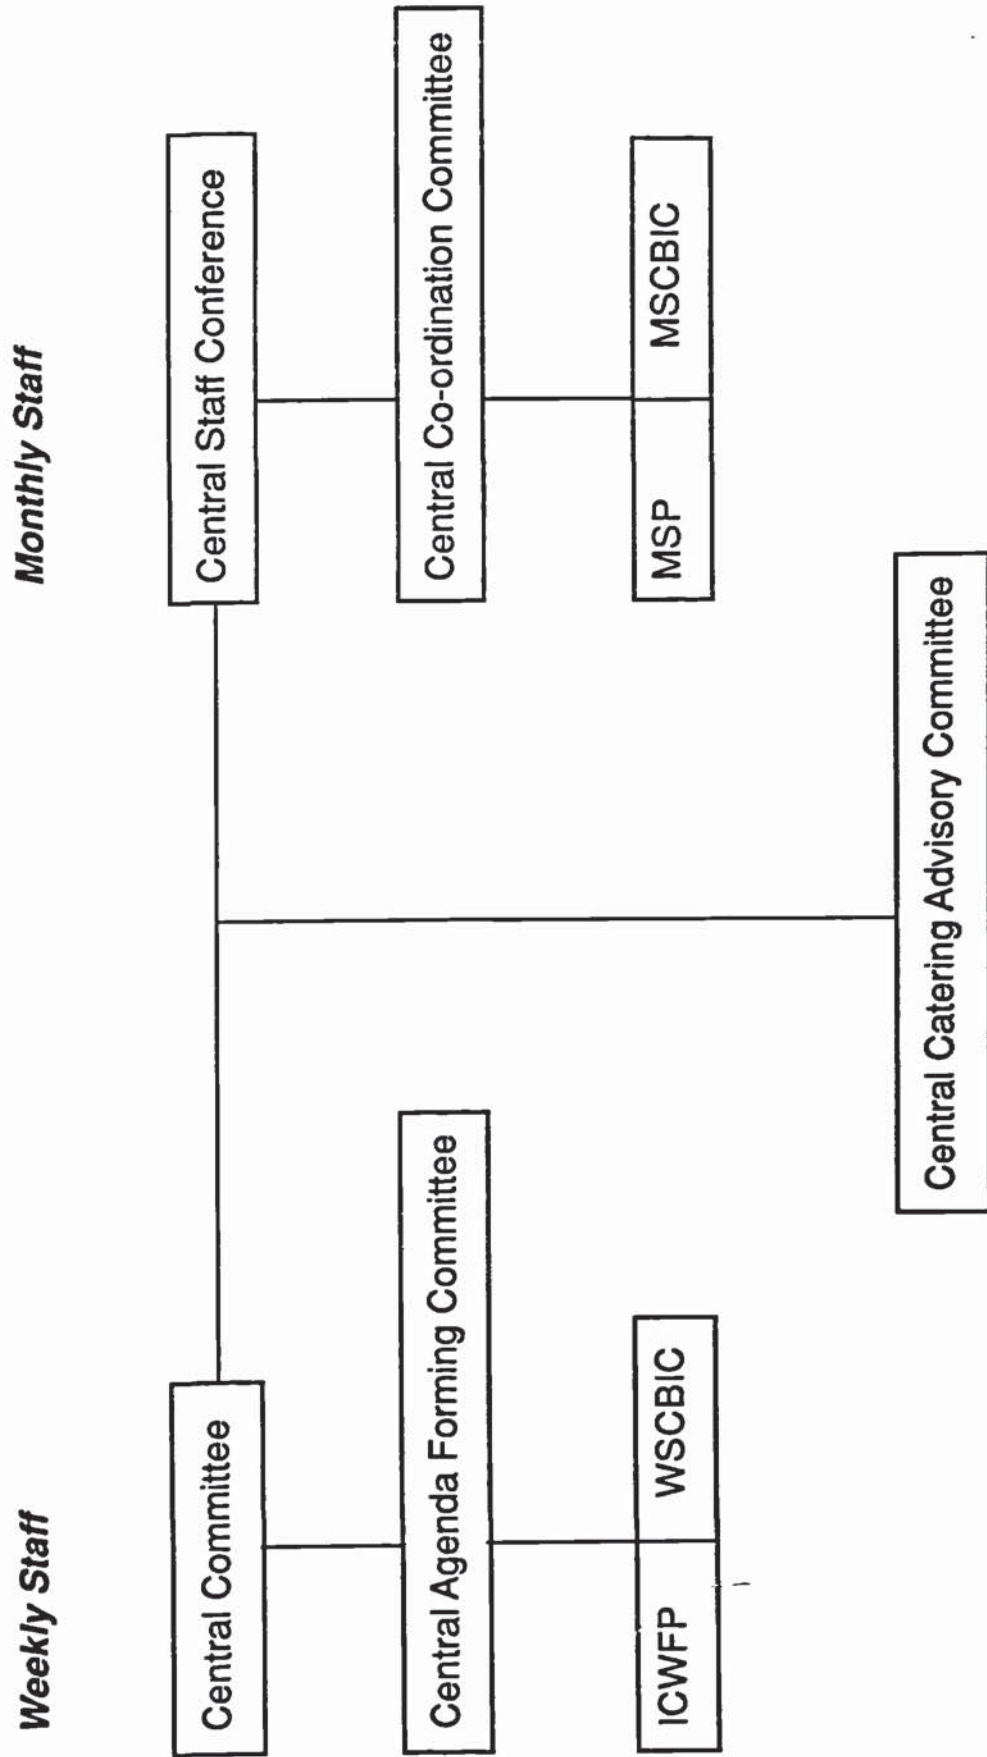 Weekly Staff
Monthly Staff
Central Committee
Central Staff Conference
Central Agenda Forming Committee
Central Co-ordination Committee
ICWFP
WSCBIC
MSP
MSCBIC
Central Catering Advisory Committee